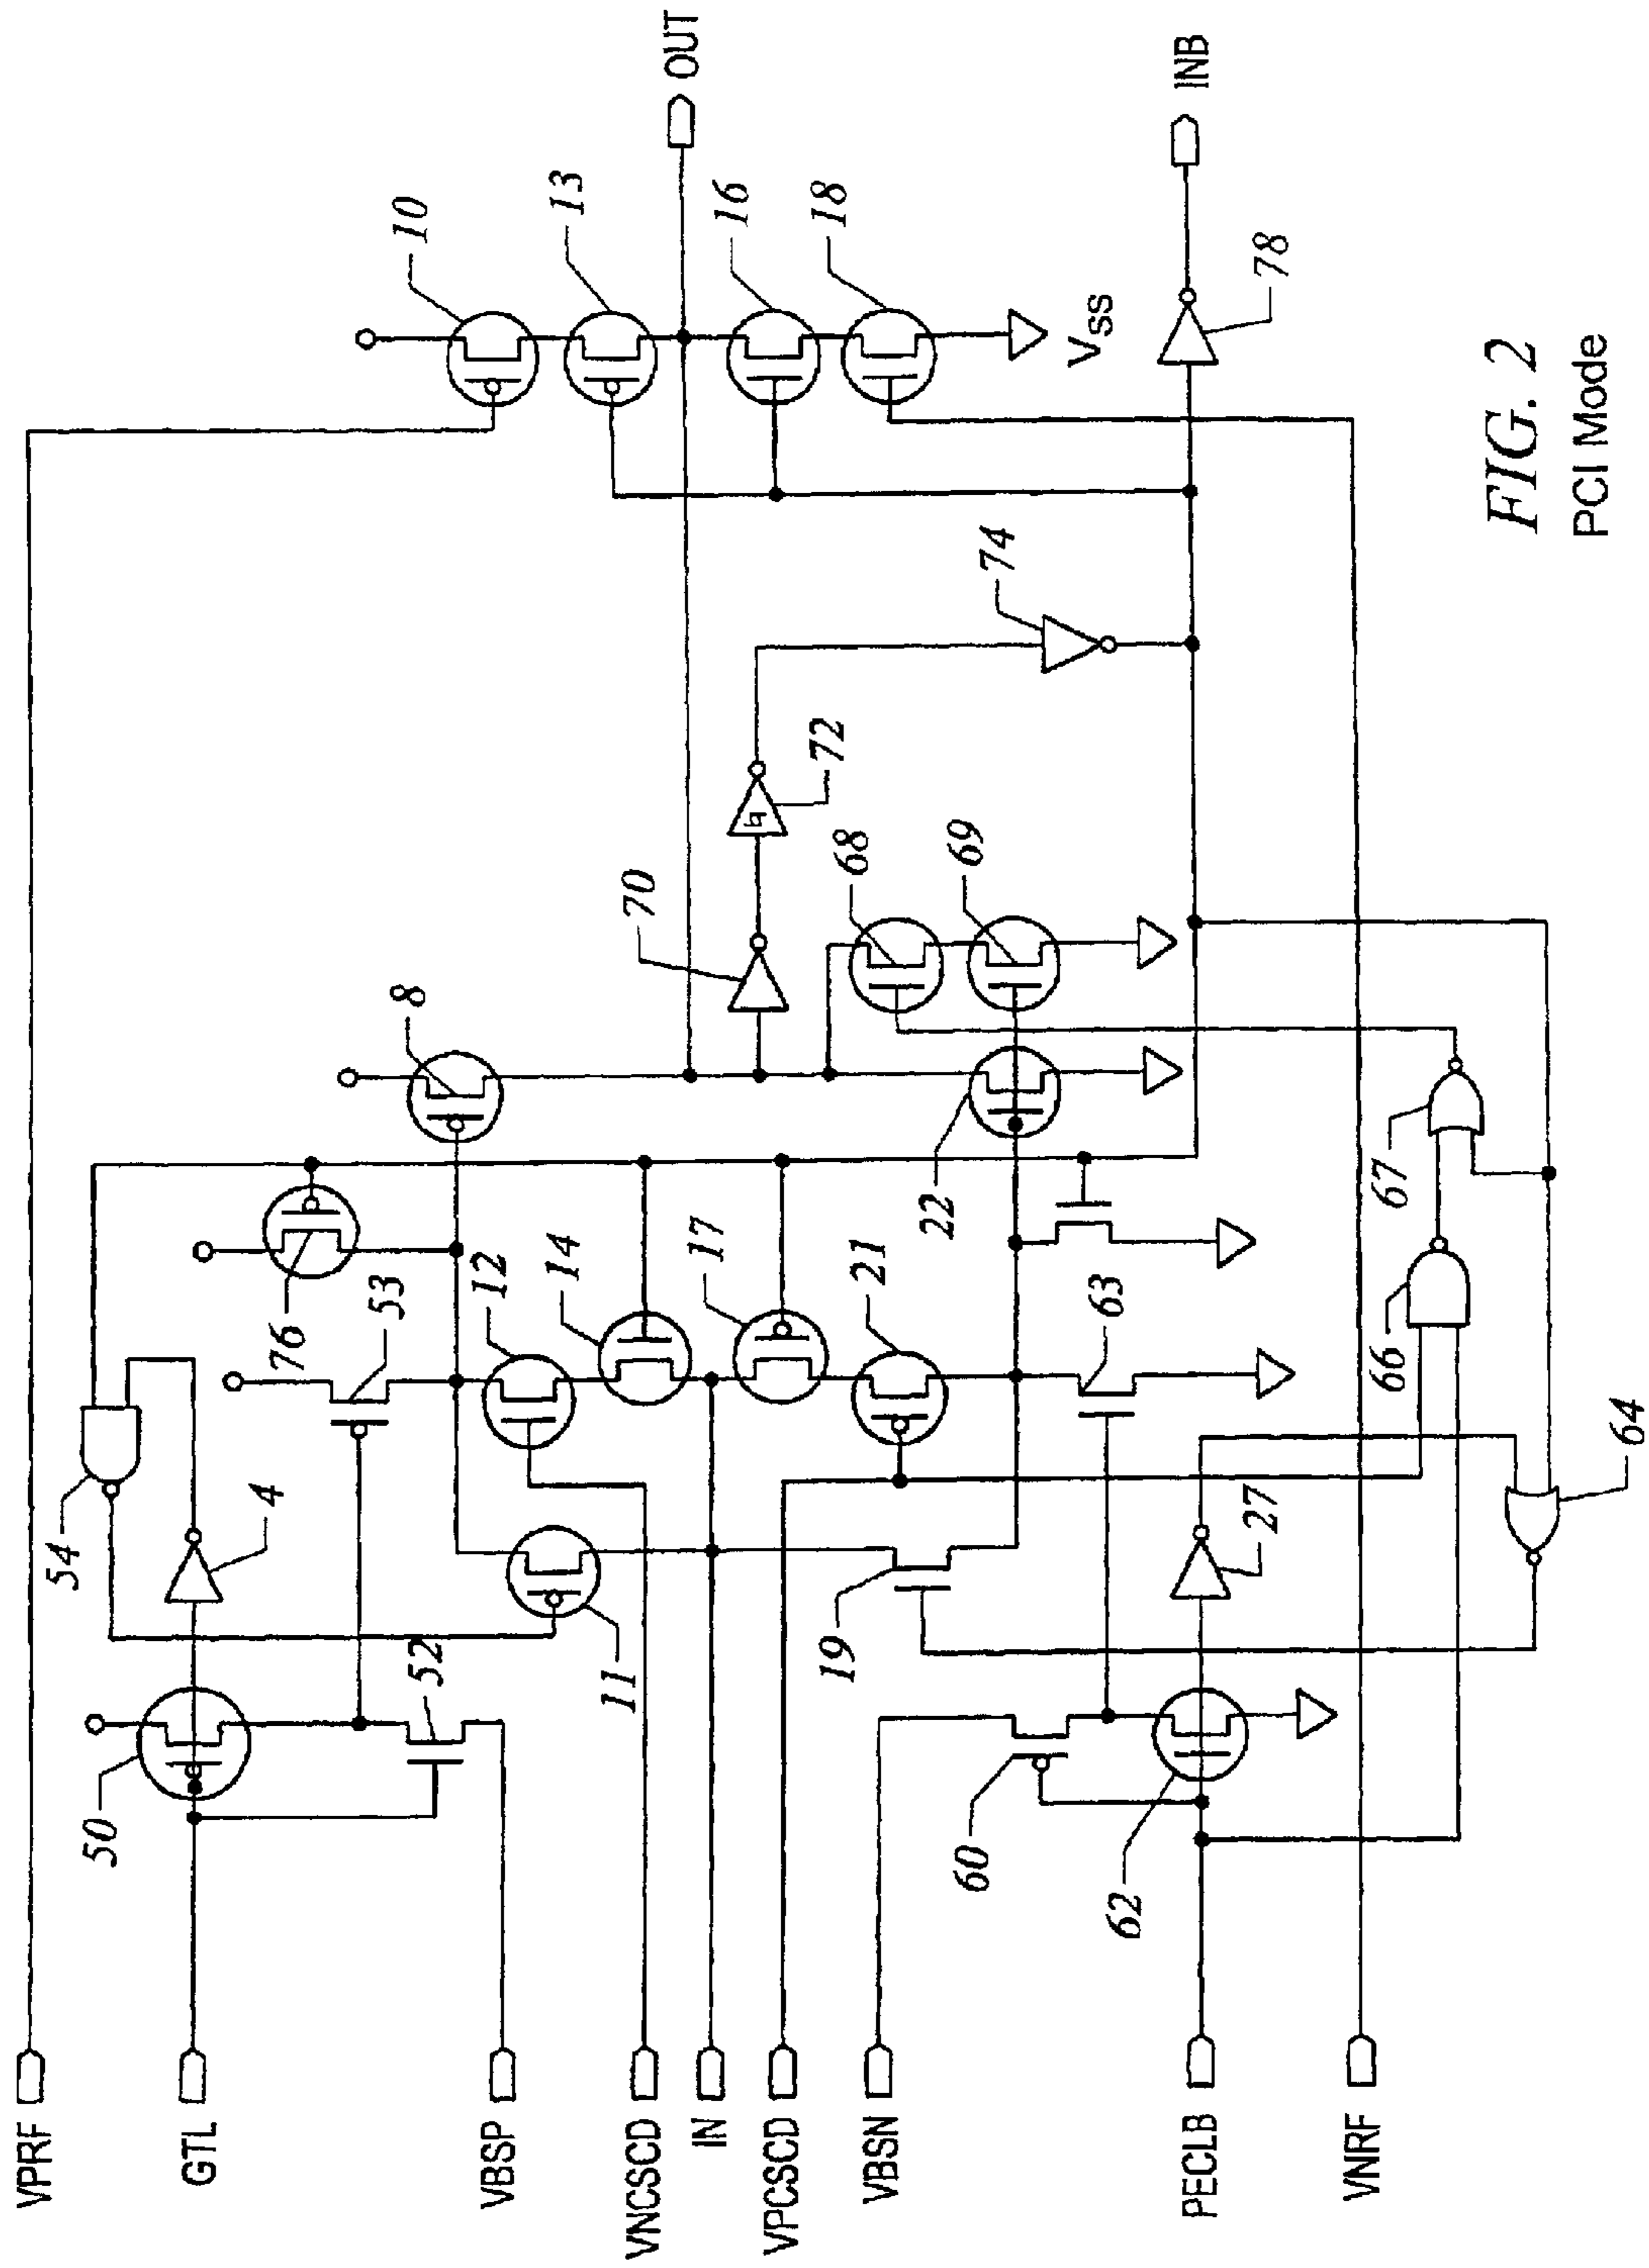 VPRF
GTL
VBSP
VNCSCD
IN
VPCSCD
VBSN
PECLB
VNRF
50
54
4
52
53
76
11
12
14
17
21
19
60
62
27
63
64
66
67
22
8
70
68
69
72
74
10
13
16
18
V_SS
78
OUT
INB
FIG. 2
PCI Mode